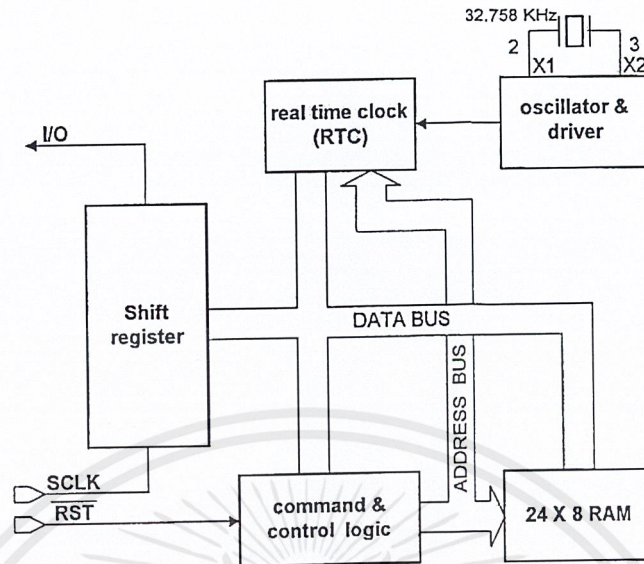 32.758 KHz
2
3
X1
X2
real time clock
(RTC)
oscillator &
driver
I/O
Shift
register
DATA BUS
ADDRESS BUS
SCLK
RST
command &
control logic
24 X 8 RAM